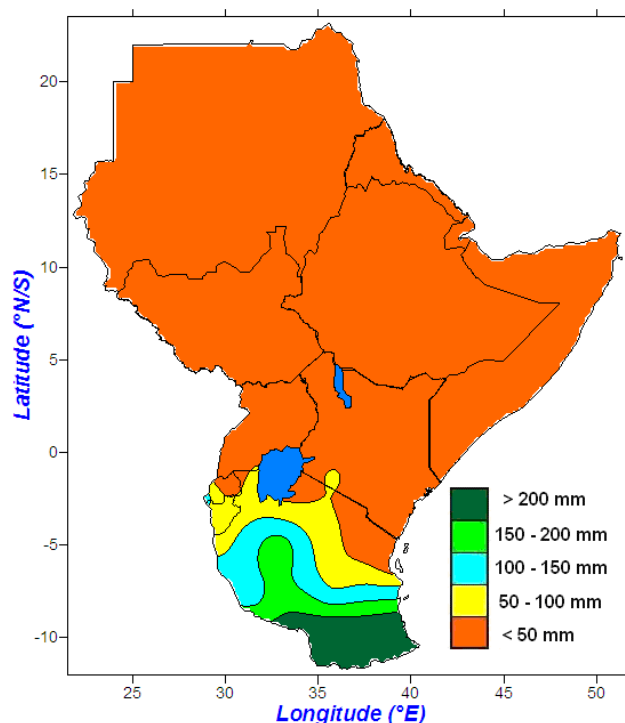 Latitude (°N/S)
20
15
10
5
0
-5
-10
> 200 mm
150 - 200 mm
100 - 150 mm
50 - 100 mm
< 50 mm
25 30 35 40 45 50
Longitude (°E)